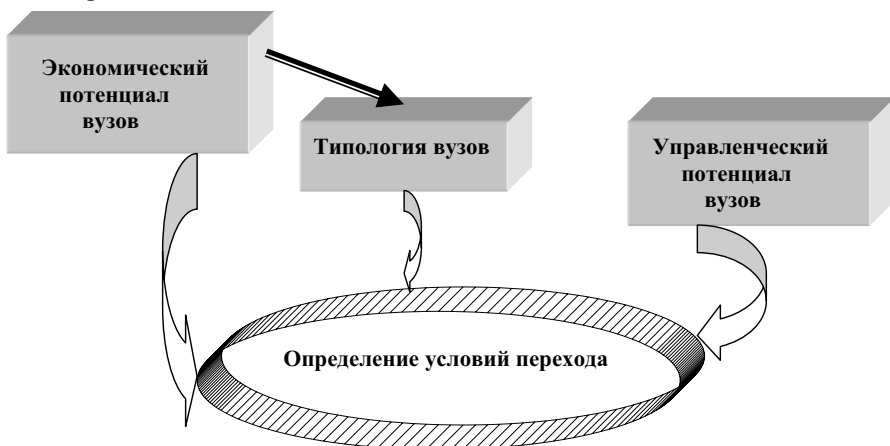 Экономический
потенциал
вузов
Типология вузов
Управленческий
потенциал
вузов
Определение условий перехода